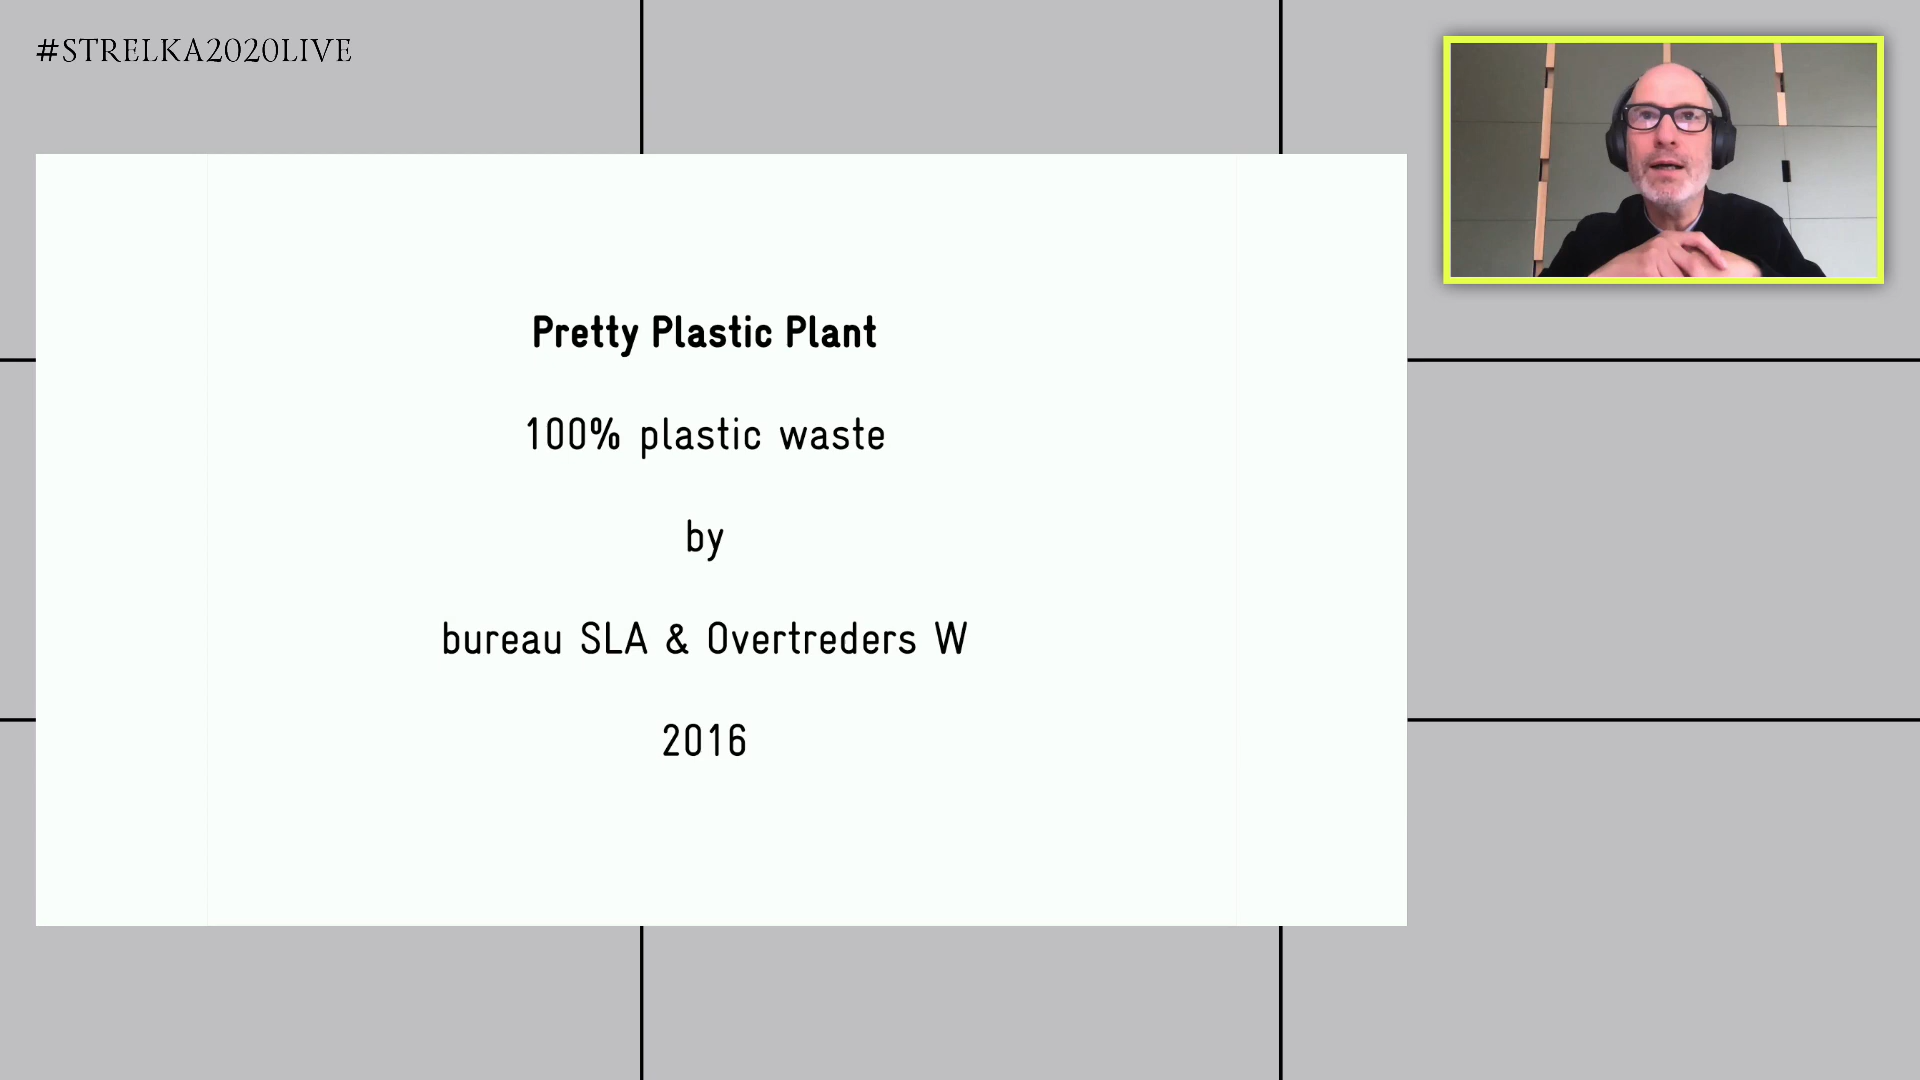 #STRELKA2020LIVE
Pretty Plastic Plant
100% plastic waste
by
bureau SLA & Overtreders W
2016